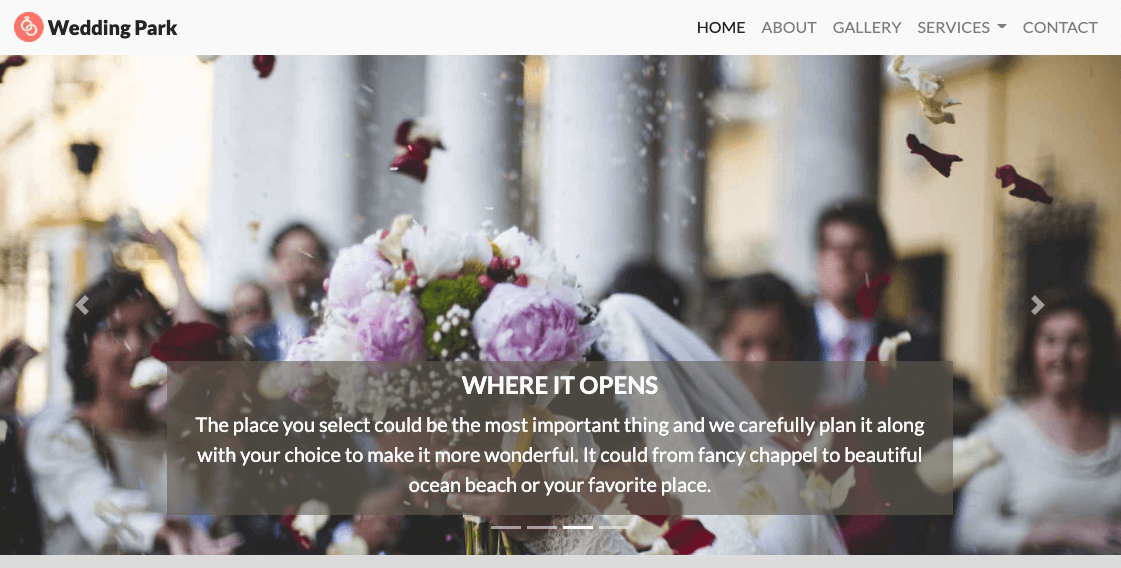 Wedding Park
HOME ABOUT GALLERY SERVICES CONTACT
WHERE IT OPENS
The place you select could be the most important thing and we carefully plan it along
with your choice to make it more wonderful. It could from fancy chappel to beautiful
ocean beach or your favorite place.